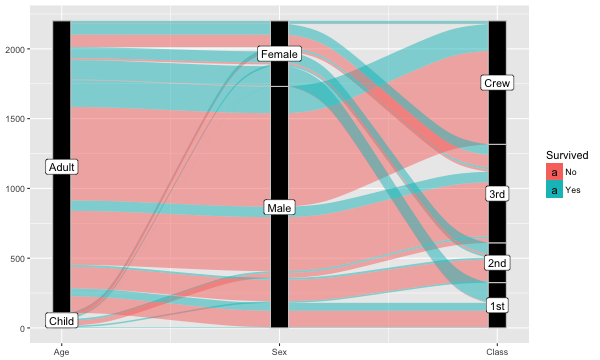 2000
1500
1000
500
0
Adult
Child
Female
Male
Crew
3rd
2nd
1st
Age
Sex
Class
Survived
a No
a Yes